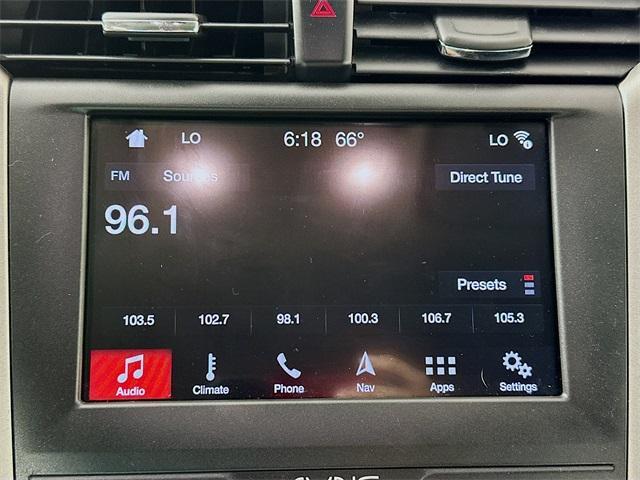 LO 6:18 66° LO
FM Sources Direct Tune
96.1
Presets
103.5 102.7 98.1 100.3 106.7 105.3
Audio Climate Phone Nav Apps Settings
SYNC